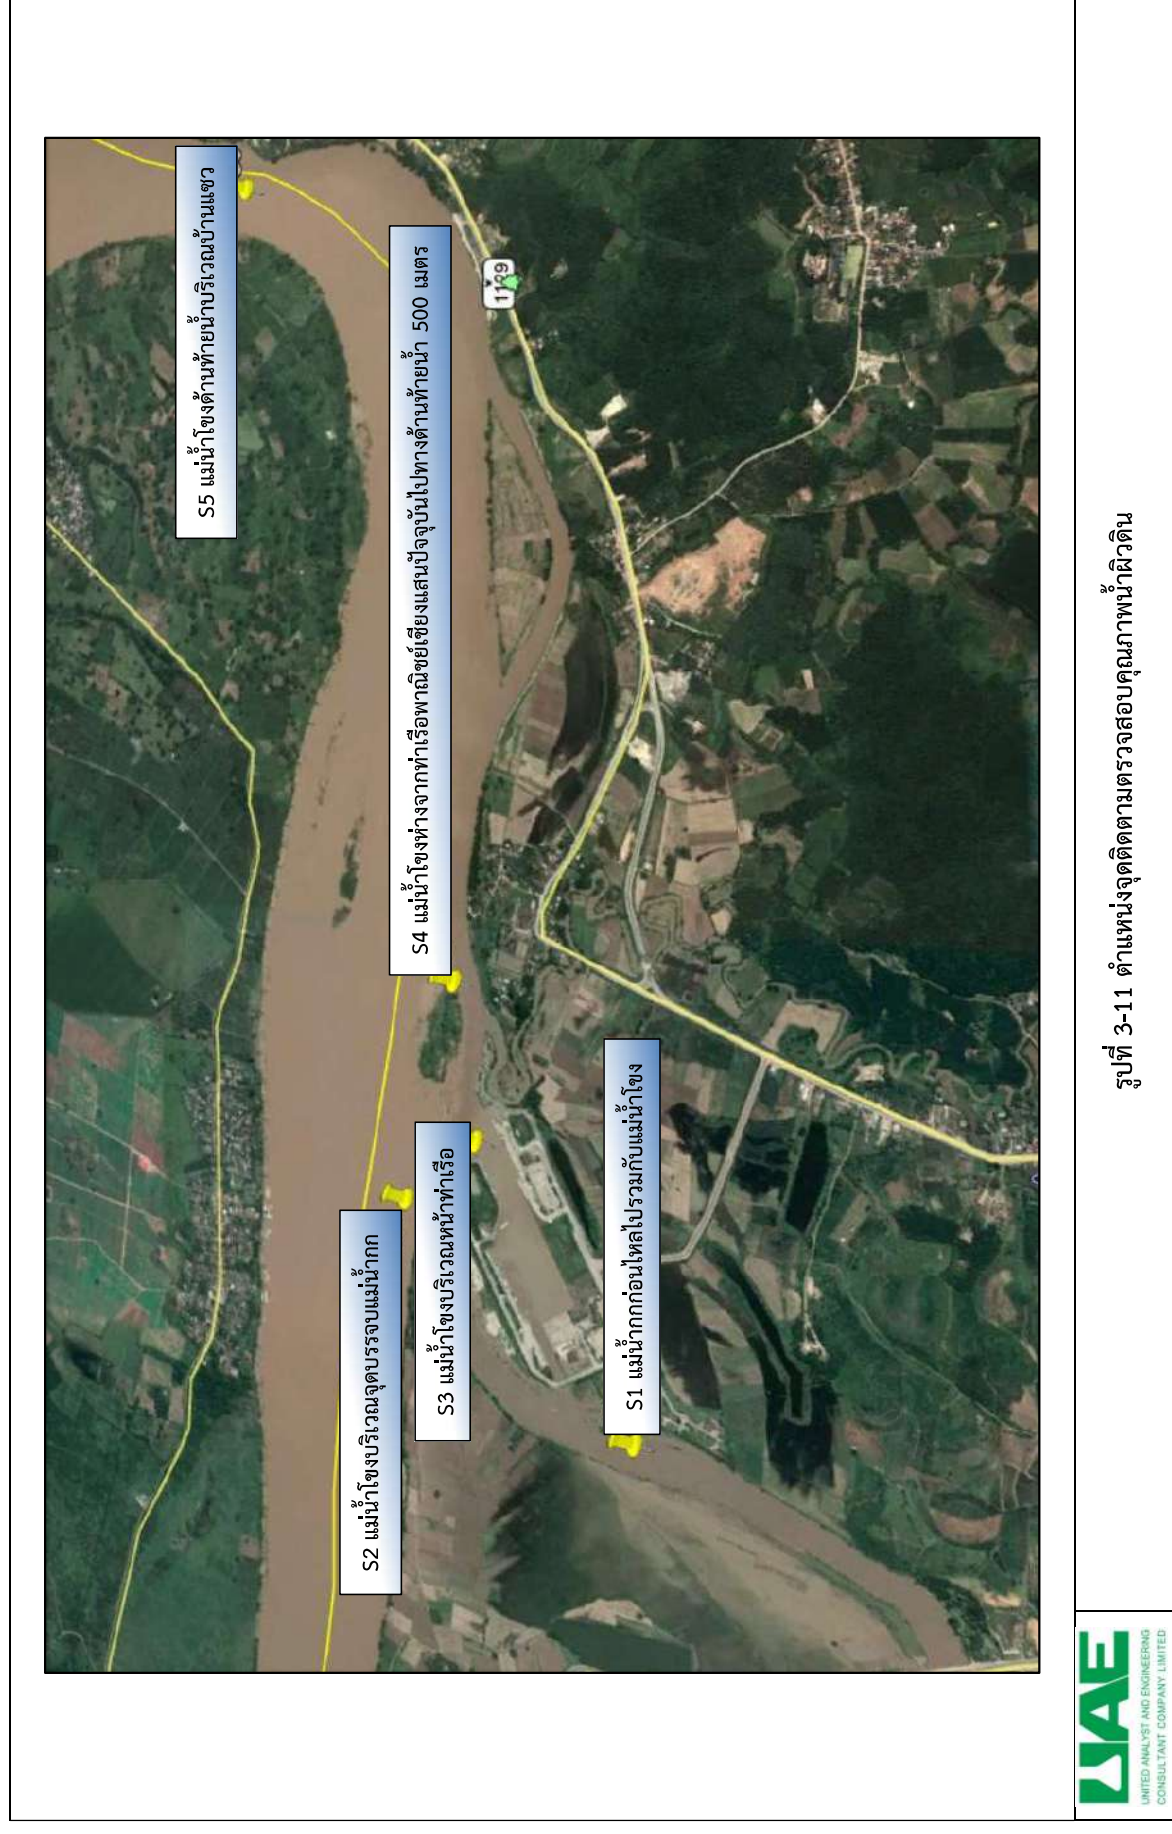 S5 แม่น้ำโขงด้านท้ายน้ำบริเวณบ้านแซว
S4 แม่น้ำโขงห่างจากท่าเรือพาณิชย์เชียงแสนปัจจุบันไปทางด้านท้ายน้ำ 500 เมตร
S2 แม่น้ำโขงบริเวณจุดบรรจบแม่น้ำกก
S3 แม่น้ำโขงบริเวณหน้าท่าเรือ
S1 แม่น้ำกกก่อนไหลไปรวมกับแม่น้ำโขง
รูปที่ 3-11 ตำแหน่งจุดติดตามตรวจสอบคุณภาพน้ำผิวดิน
UAE
UNITED ANALYST AND ENGINEERING
CONSULTANT COMPANY LIMITED